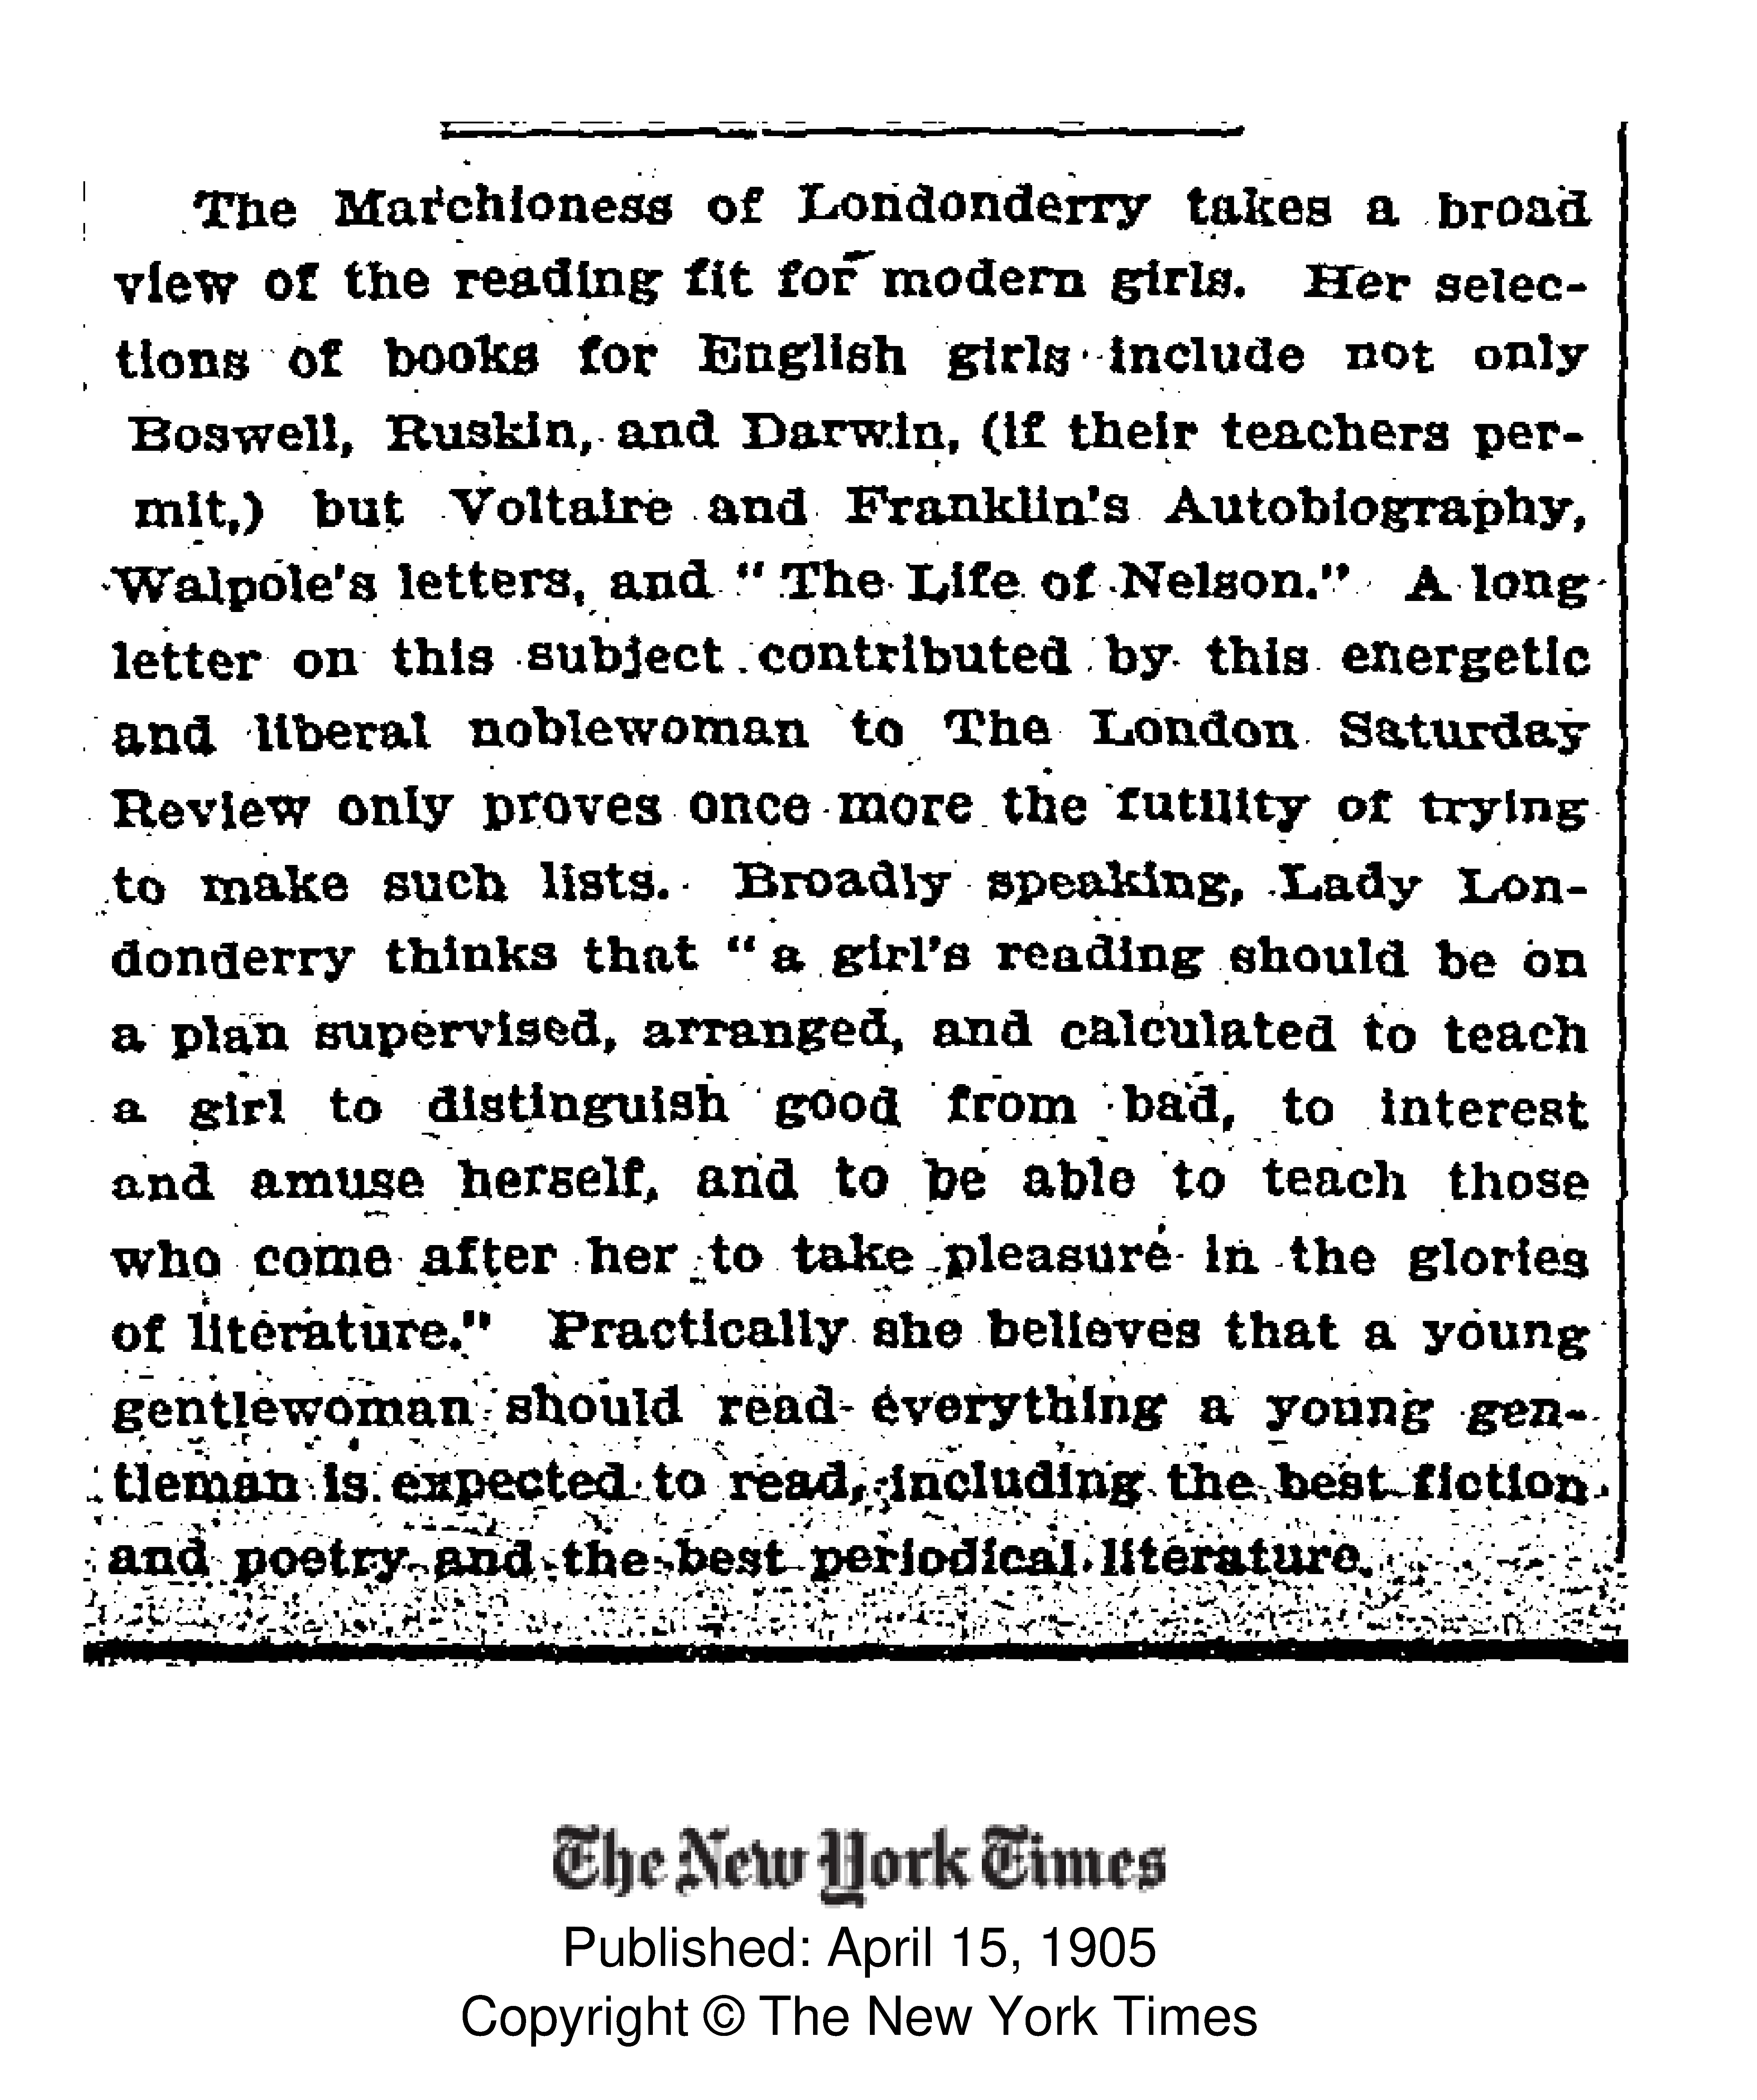 The Marchioness of Londonderry takes a broad
view of the reading fit for modern girls. Her selec-
tions of books for English girls include not only
Boswell, Ruskin, and Darwin, (if their teachers per-
mit,) but Voltaire and Franklin's Autobiography,
Walpole's letters, and "The Life of Nelson." A long
letter on this subject contributed by this energetic
and liberal noblewoman to The London Saturday
Review only proves once more the futility of trying
to make such lists. Broadly speaking, Lady Lon-
donderry thinks that "a girl's reading should be on
a plan supervised, arranged, and calculated to teach
a girl to distinguish good from bad, to interest
and amuse herself, and to be able to teach those
who come after her to take pleasure in the glories
of literature." Practically she believes that a young
gentlewoman should read everything a young gen-
tleman is expected to read, including the best fiction
and poetry and the best periodical literature.
The New York Times
Published: April 15, 1905
Copyright © The New York Times